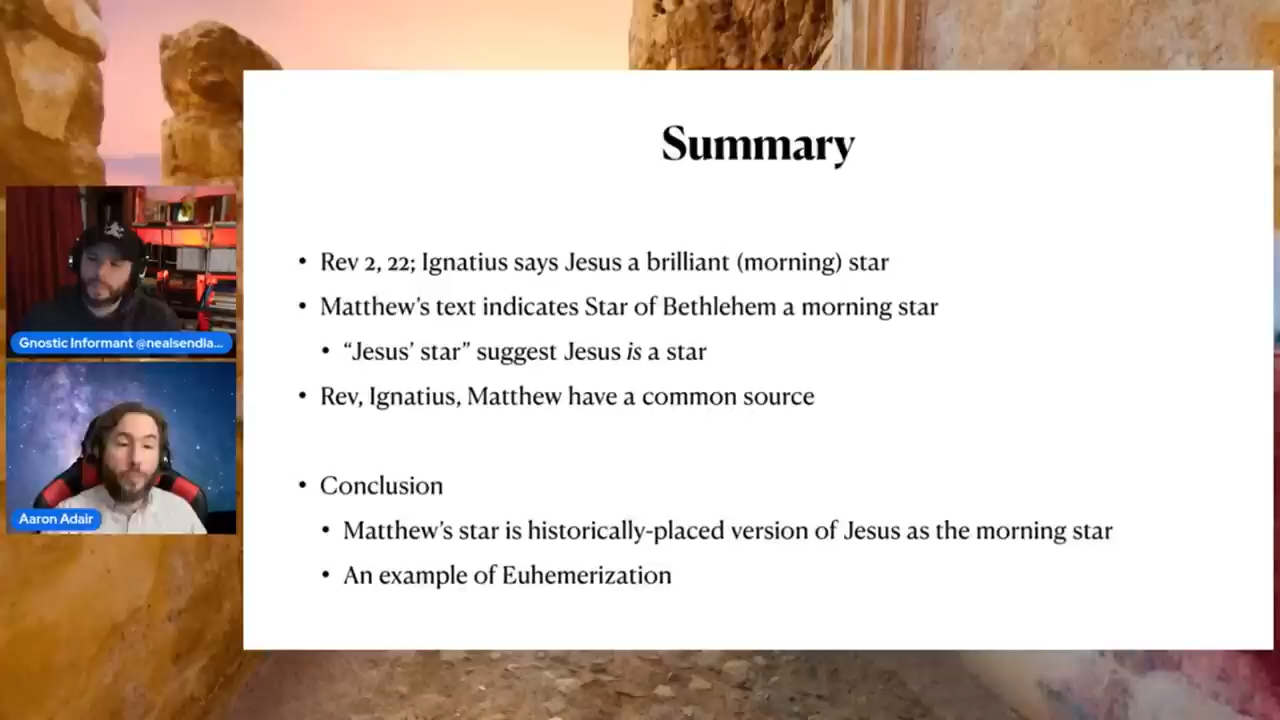 Summary
• Rev 2, 22; Ignatius says Jesus a brilliant (morning) star
• Matthew’s text indicates Star of Bethlehem a morning star
• “Jesus’ star” suggest Jesus is a star
• Rev, Ignatius, Matthew have a common source
• Conclusion
• Matthew’s star is historically-placed version of Jesus as the morning star
• An example of Euhemerization
Gnostic Informant @nealsendla...
Aaron Adair